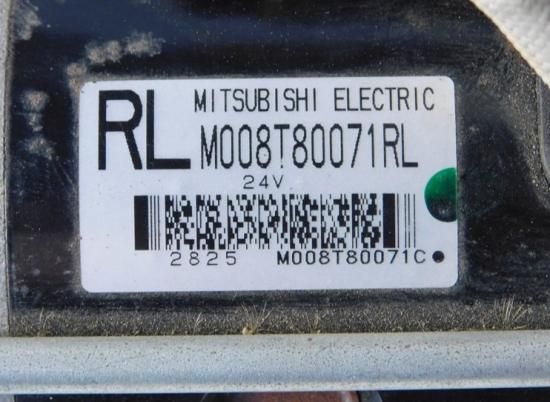 RL
MITSUBISHI ELECTRIC
M008T80071RL
24V
2825 M008T80071C